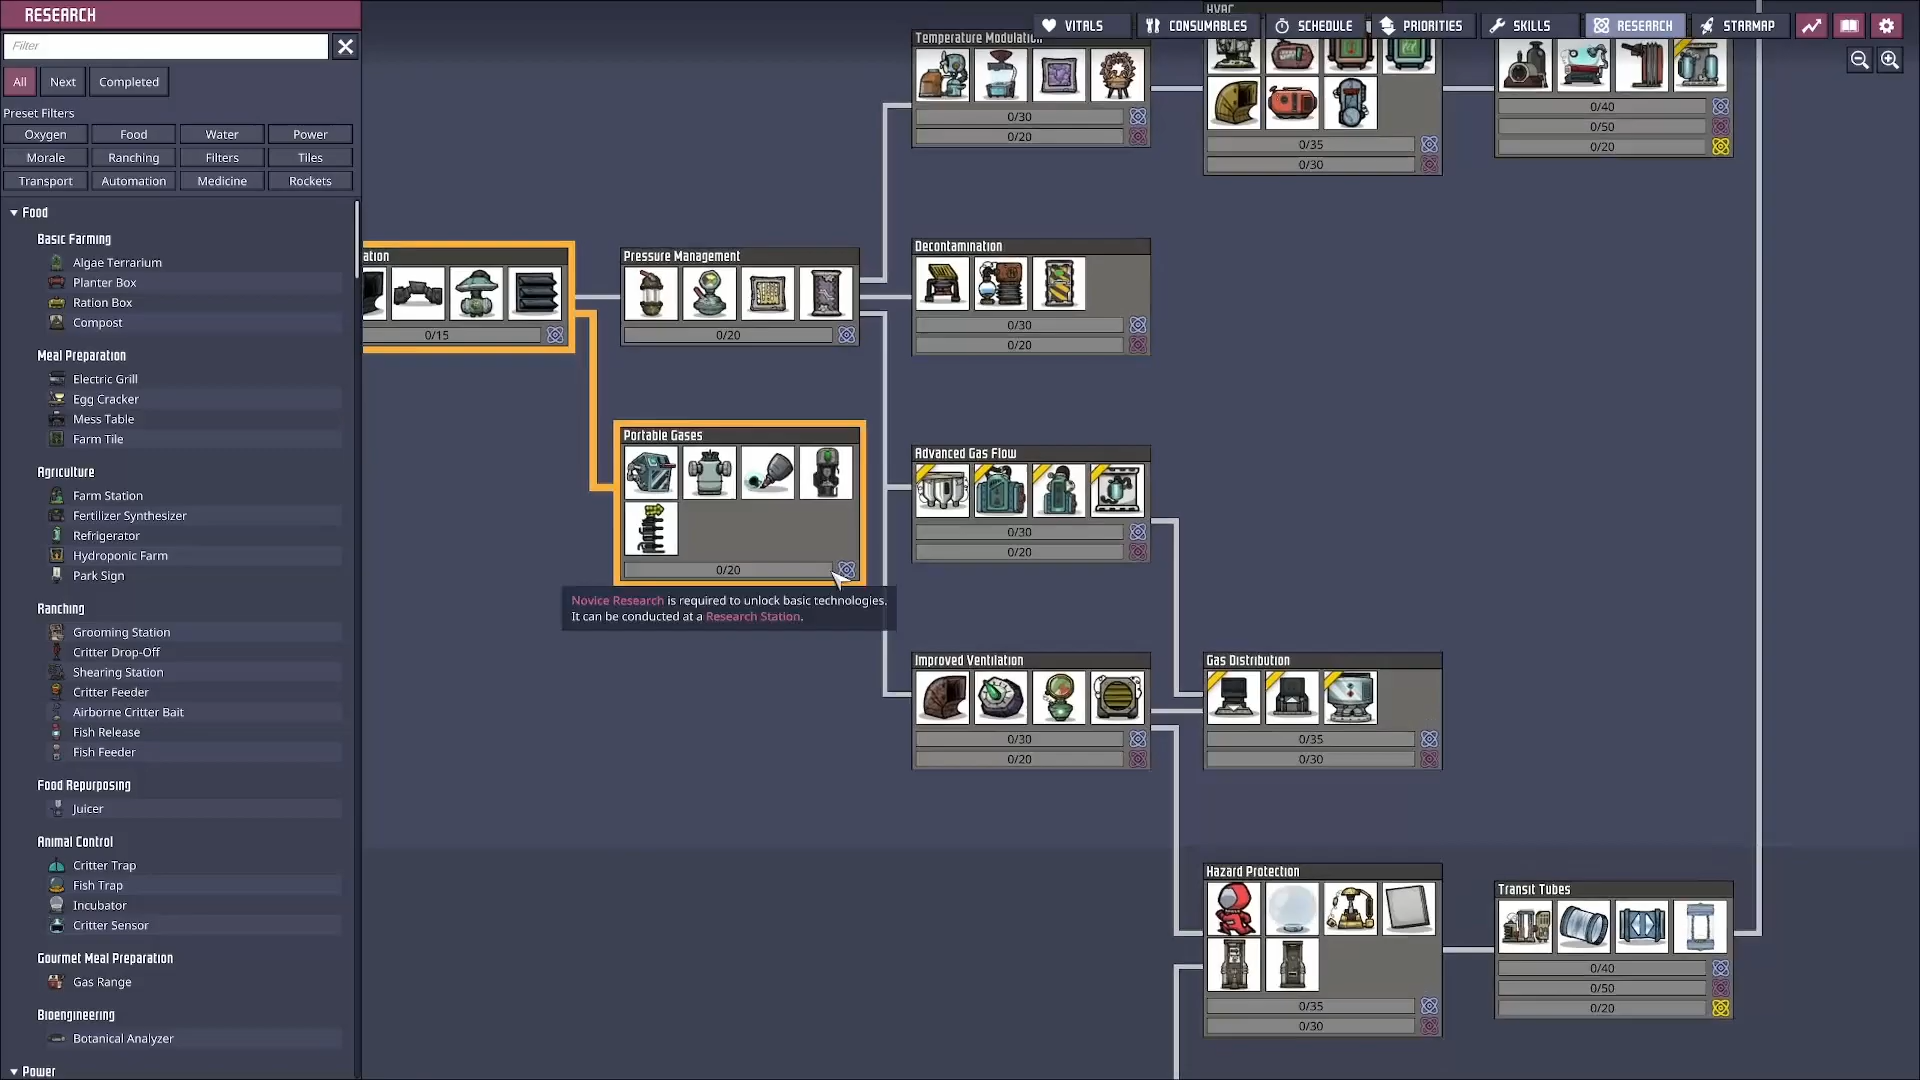 RESEARCH
Filter
All Next Completed
Preset Filters
Oxygen Food Water Power
Morale Ranching Filters Tiles
Transport Automation Medicine Rockets
Food
Basic Farming
Algae Terrarium
Planter Box
Ration Box
Compost
Meal Preparation
Electric Grill
Egg Cracker
Mess Table
Farm Tile
Agriculture
Farm Station
Fertilizer Synthesizer
Refrigerator
Hydroponic Farm
Park Sign
Ranching
Grooming Station
Critter Drop-Off
Shearing Station
Critter Feeder
Airborne Critter Bait
Fish Release
Fish Feeder
Food Repurposing
Juicer
Animal Control
Critter Trap
Fish Trap
Incubator
Critter Sensor
Gourmet Meal Preparation
Gas Range
Bioengineering
Botanical Analyzer
Power
VITALS CONSUMABLES SCHEDULE PRIORITIES SKILLS RESEARCH STARMAP
Temperature Modulation
0/30
0/20
HVAC
0/35
0/30
0/40
0/50
0/20
ation
0/15
Pressure Management
0/20
Decontamination
0/30
0/20
Portable Gases
0/20
Novice Research is required to unlock basic technologies.
It can be conducted at a Research Station.
Advanced Gas Flow
0/30
0/20
Improved Ventilation
0/30
0/20
Gas Distribution
0/35
0/30
Hazard Protection
0/35
0/30
Transit Tubes
0/40
0/50
0/20